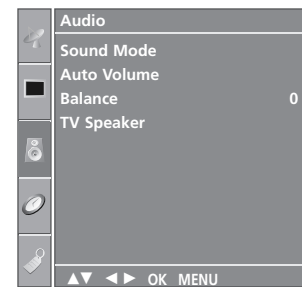 Audio
Sound Mode
Auto Volume
Balance 0
TV Speaker
▲▼ ◄► OK MENU